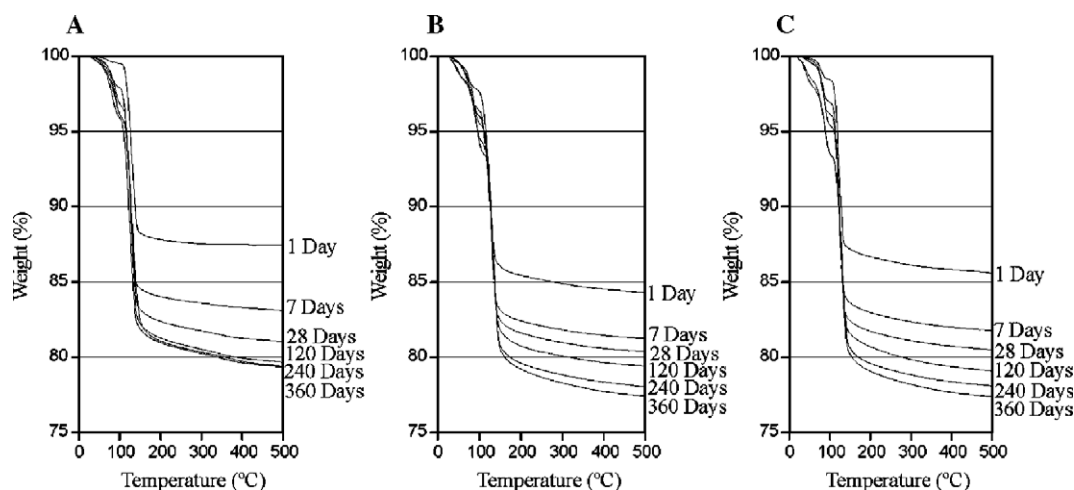 A
100
95
90
85
80
75
Weight (%)
1 Day
7 Days
28 Days
120 Days
240 Days
360 Days
0 100 200 300 400 500
Temperature (ºC)
B
100
95
90
85
80
75
Weight (%)
1 Day
7 Days
28 Days
120 Days
240 Days
360 Days
0 100 200 300 400 500
Temperature (ºC)
C
100
95
90
85
80
75
Weight (%)
1 Day
7 Days
28 Days
120 Days
240 Days
360 Days
0 100 200 300 400 500
Temperature (ºC)